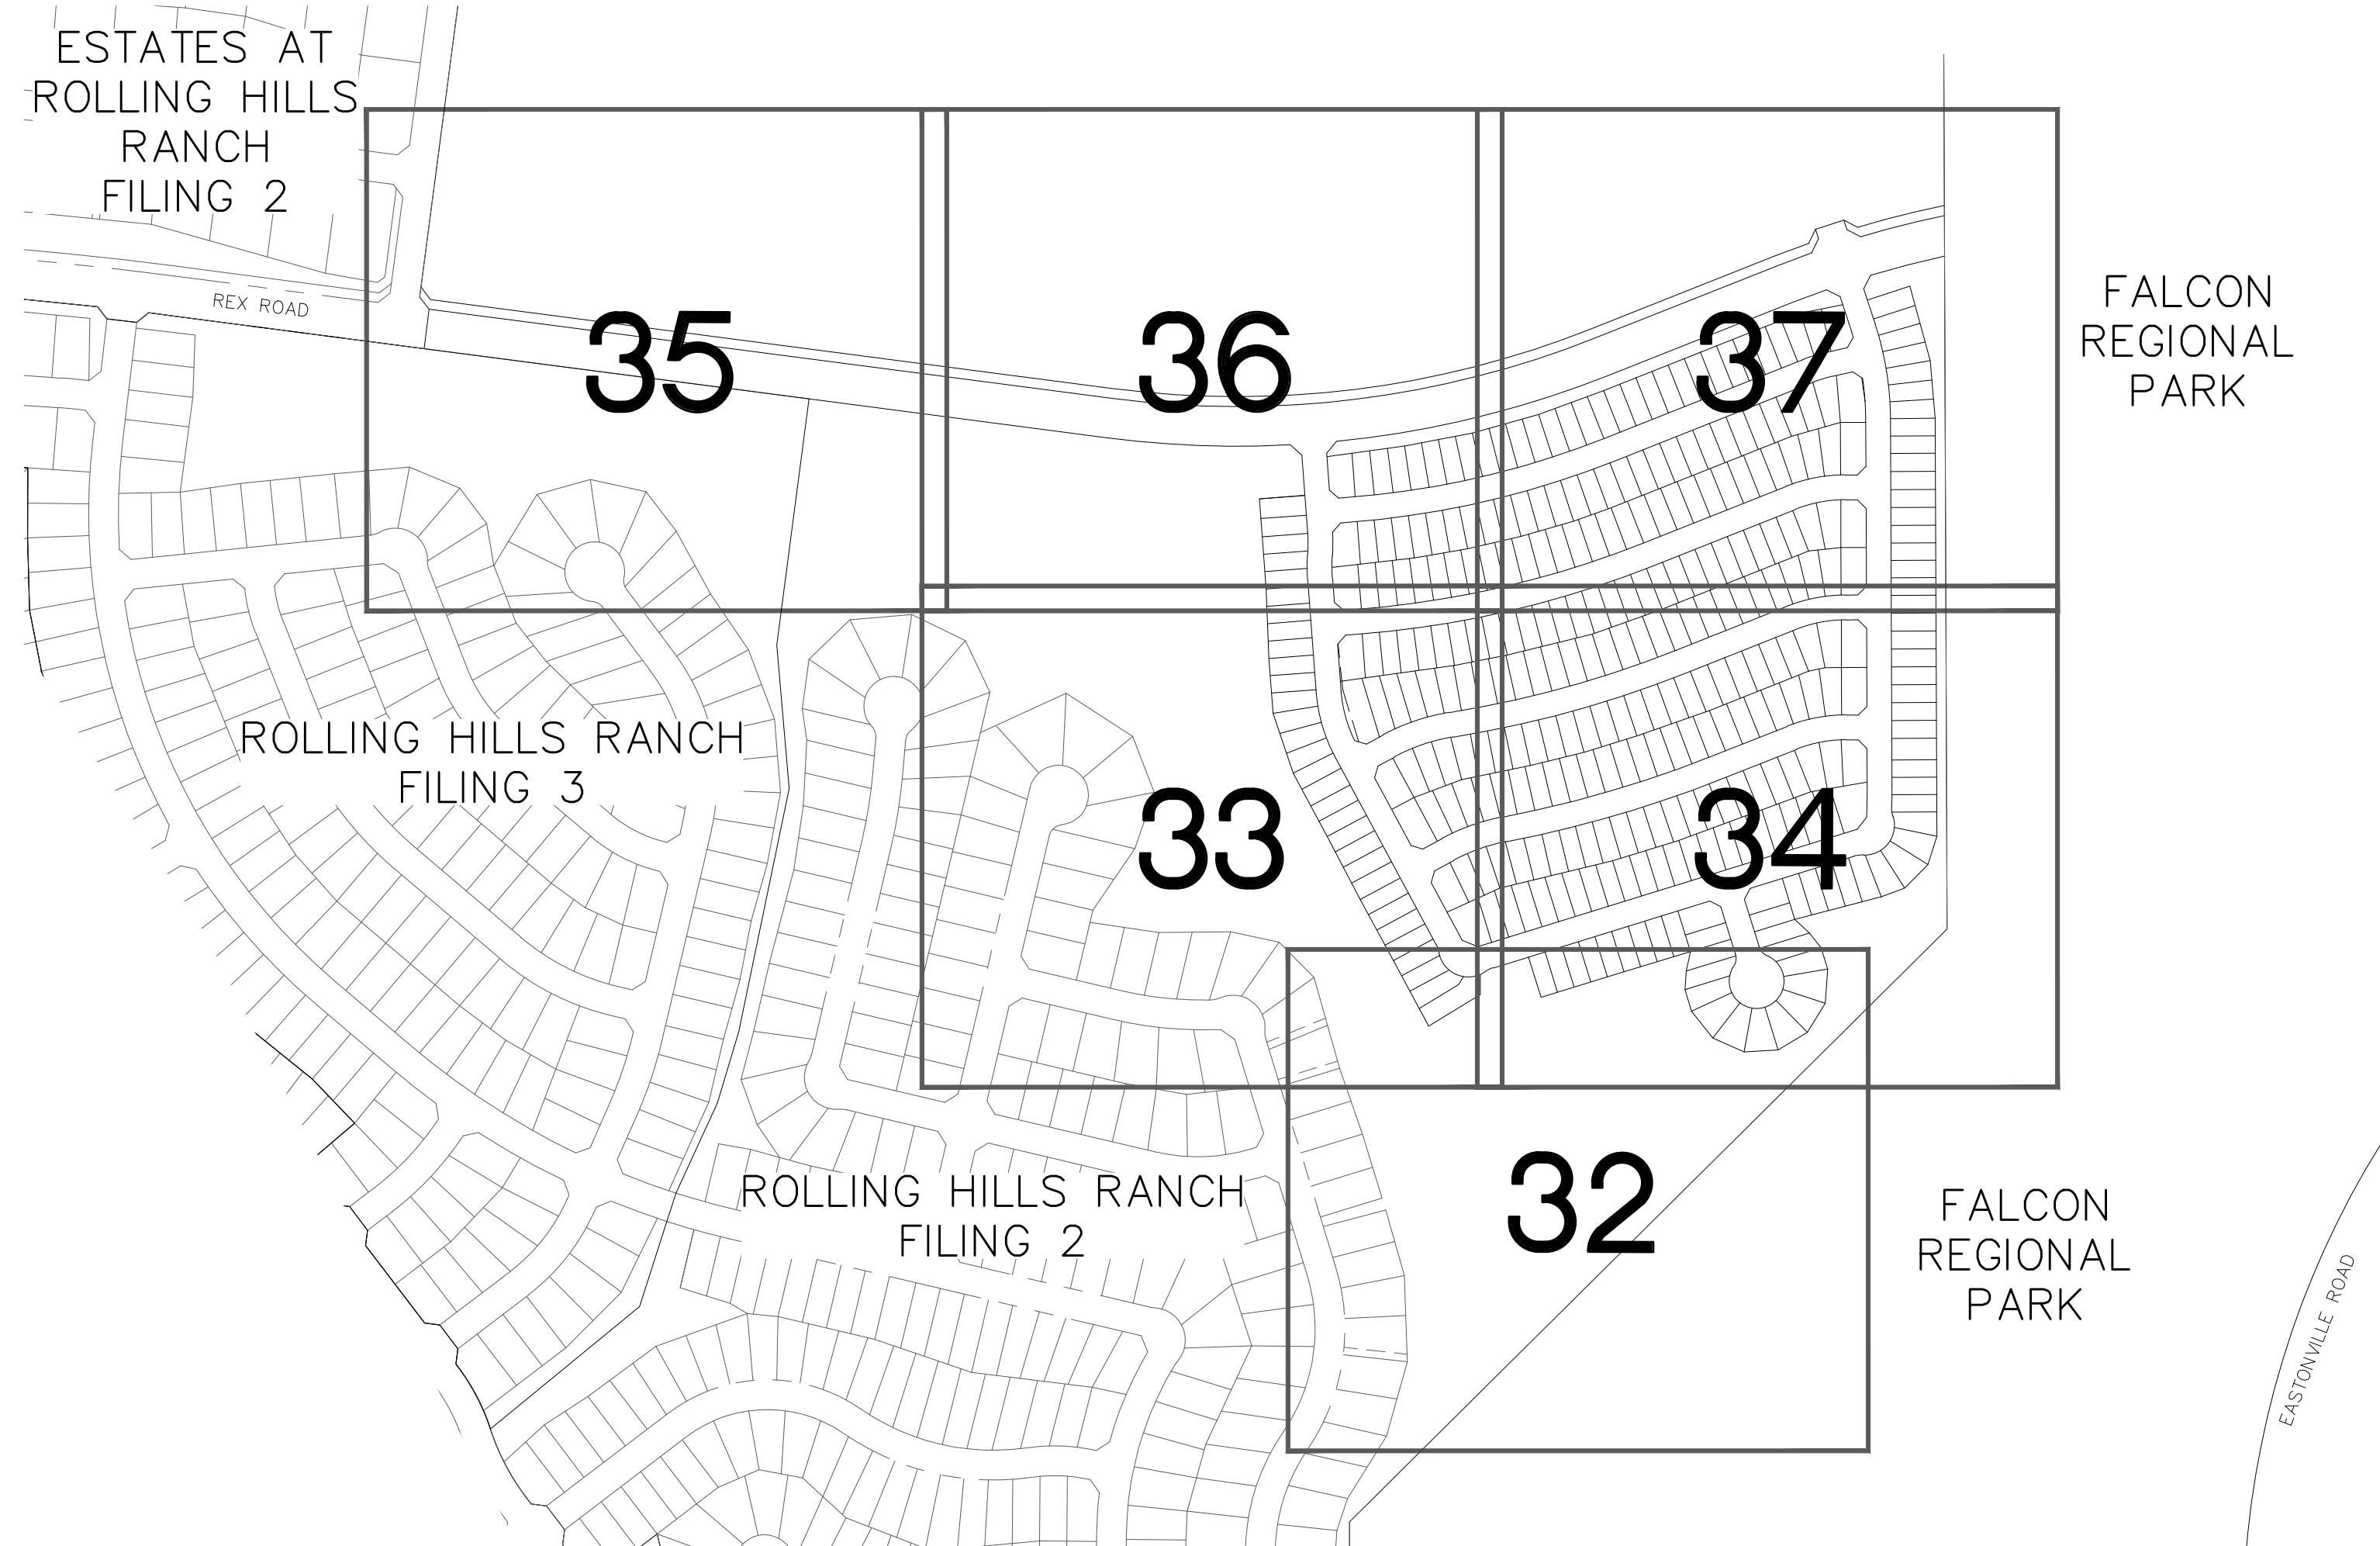 ESTATES AT
ROLLING HILLS
RANCH
FILING 2
REX ROAD
35
36
37
FALCON
REGIONAL
PARK
ROLLING HILLS RANCH
FILING 3
33
34
ROLLING HILLS RANCH
FILING 2
32
FALCON
REGIONAL
PARK
EASTONVILLE ROAD